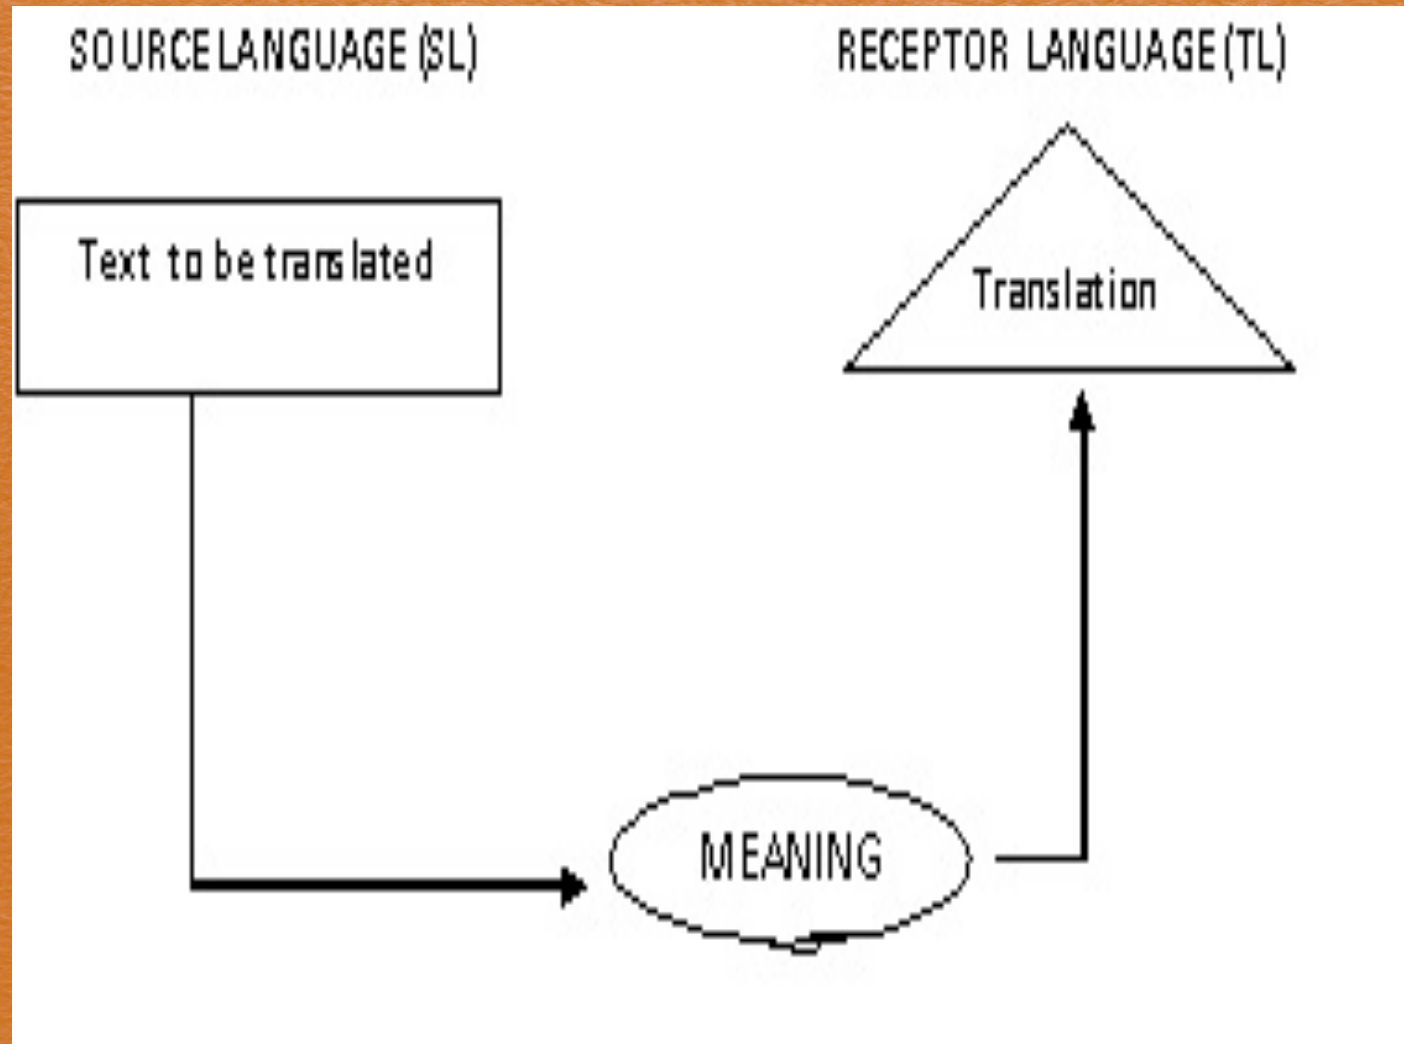 SOURCE LANGUAGE (SL)
RECEPTOR LANGUAGE (TL)
Text to be translated
Translation
MEANING